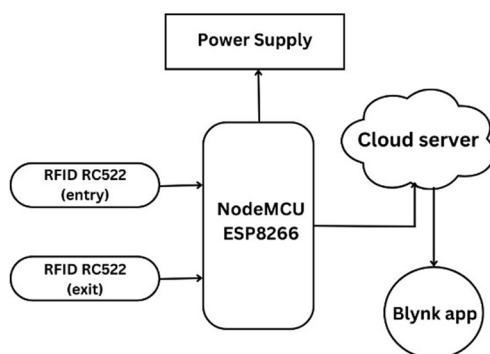 Power Supply
Cloud server
RFID RC522
(entry)
NodeMCU
ESP8266
RFID RC522
(exit)
Blynk app